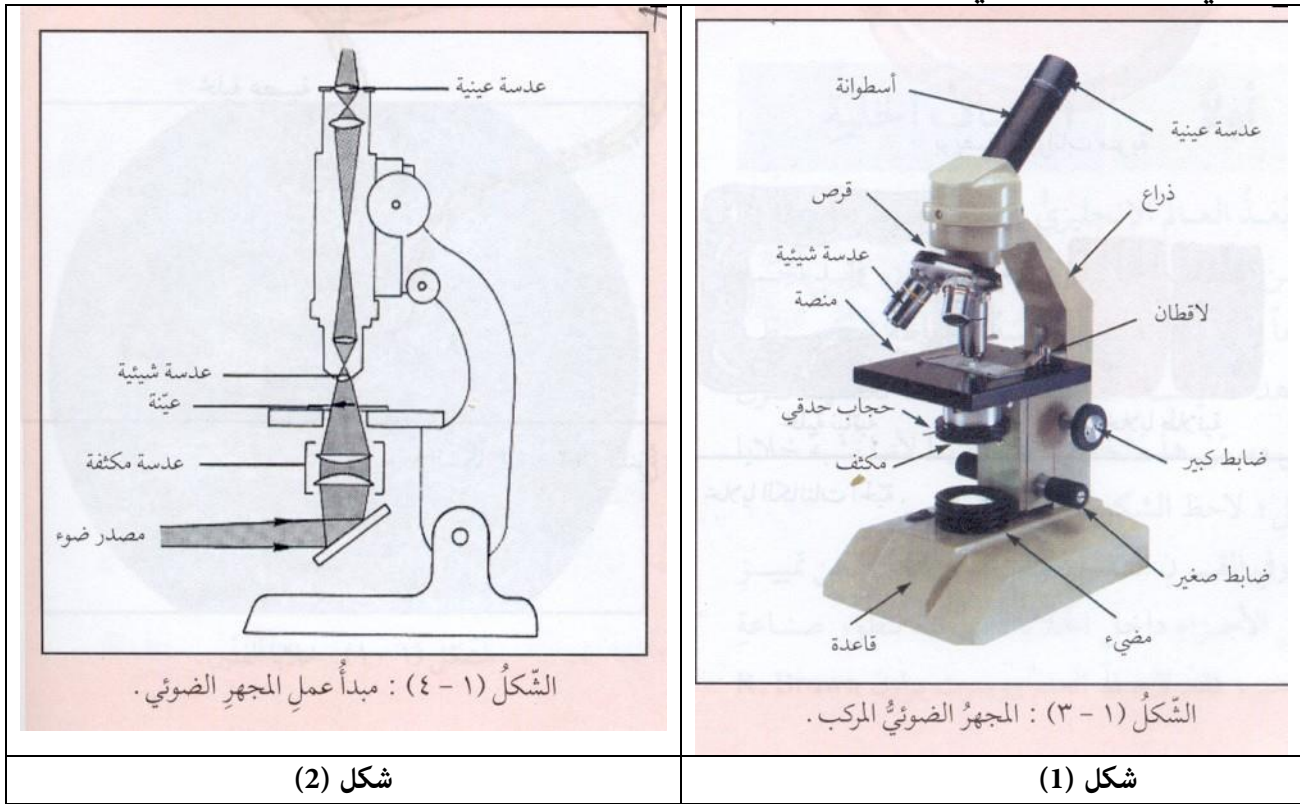 أسطوانة
عدسة عينية
قرص
ذراع
عدسة شيئية
منصة
لاقطان
حجاب حدقي
مكثف
ضابط كبير
ضابط صغير
مضيء
قاعدة
الشّكلُ (١ - ٣) : المجهرُ الضوئيُّ المركب .
شكل (1)
عدسة عينية
عدسة شيئية
عيّنة
عدسة مكثفة
مصدر ضوء
الشّكلُ (١ - ٤) : مبدأُ عملِ المجهرِ الضوئي .
شكل (2)